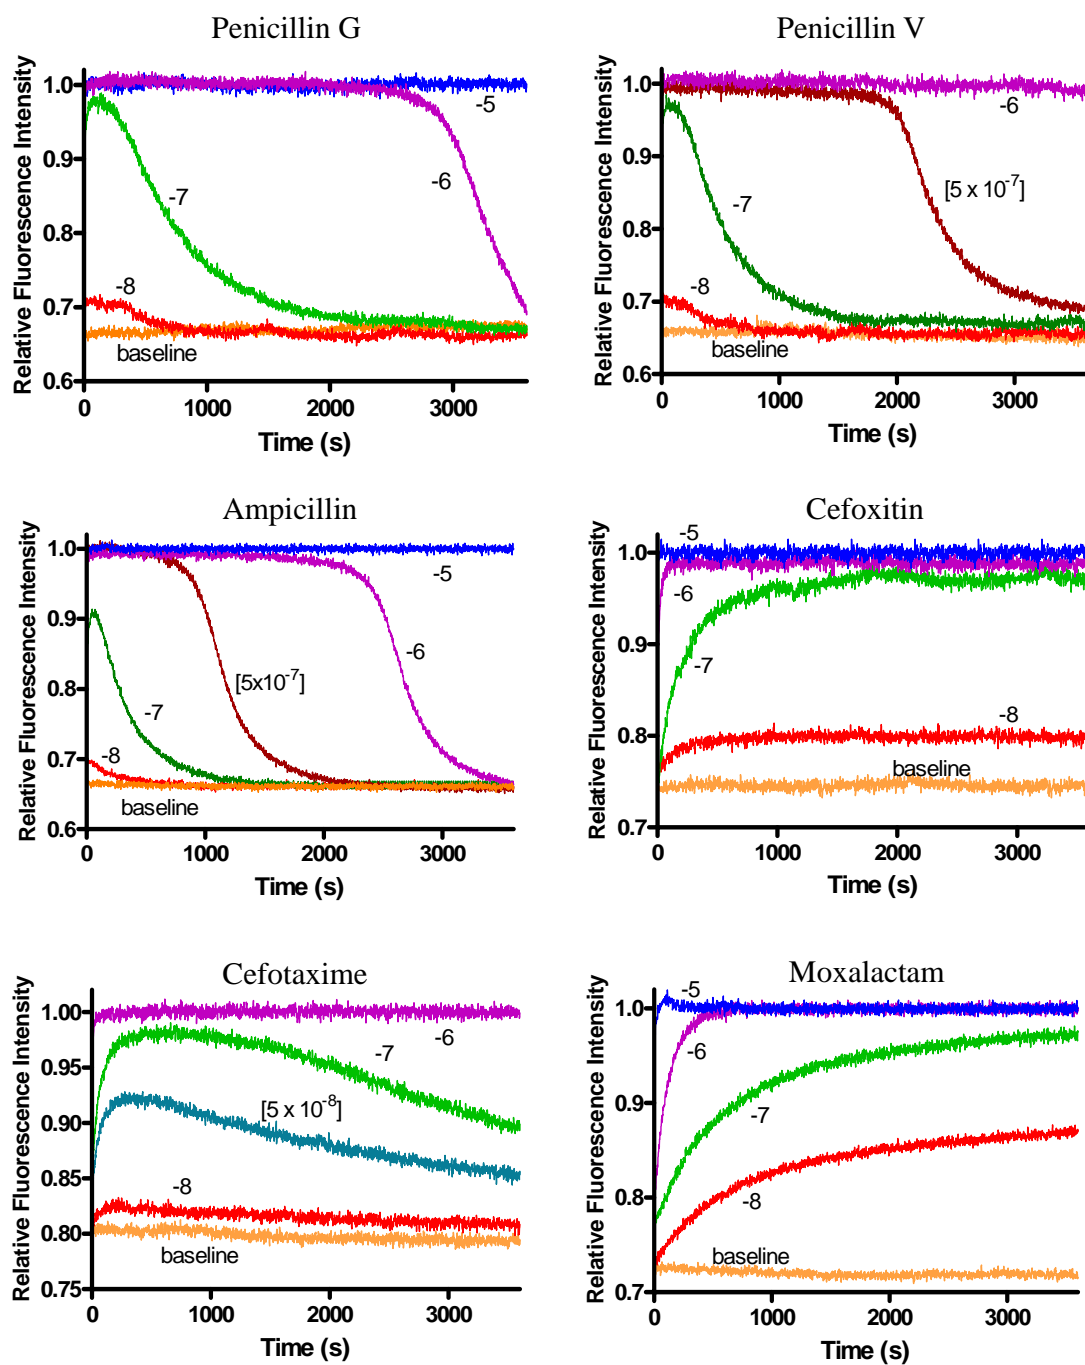 Penicillin G
Relative Fluorescence Intensity
1.0
0.9
0.8
0.7
0.6
-5
-6
-7
-8
baseline
0 1000 2000 3000
Time (s)
Penicillin V
Relative Fluorescence Intensity
1.0
0.9
0.8
0.7
0.6
-6
[5 x 10-7]
-7
-8
baseline
0 1000 2000 3000
Time (s)
Ampicillin
Relative Fluorescence Intensity
1.0
0.9
0.8
0.7
0.6
-5
-6
[5x10-7]
-7
-8
baseline
0 1000 2000 3000
Time (s)
Cefoxitin
Relative Fluorescence Intensity
1.0
0.9
0.8
0.7
-5
-6
-7
-8
baseline
0 1000 2000 3000
Time (s)
Cefotaxime
Relative Fluorescence Intensity
1.00
0.95
0.90
0.85
0.80
0.75
-6
-7
[5 x 10-8]
-8
baseline
0 1000 2000 3000
Time (s)
Moxalactam
Relative Fluorescence Intensity
1.0
0.9
0.8
0.7
-5
-6
-7
-8
baseline
0 1000 2000 3000
Time (s)